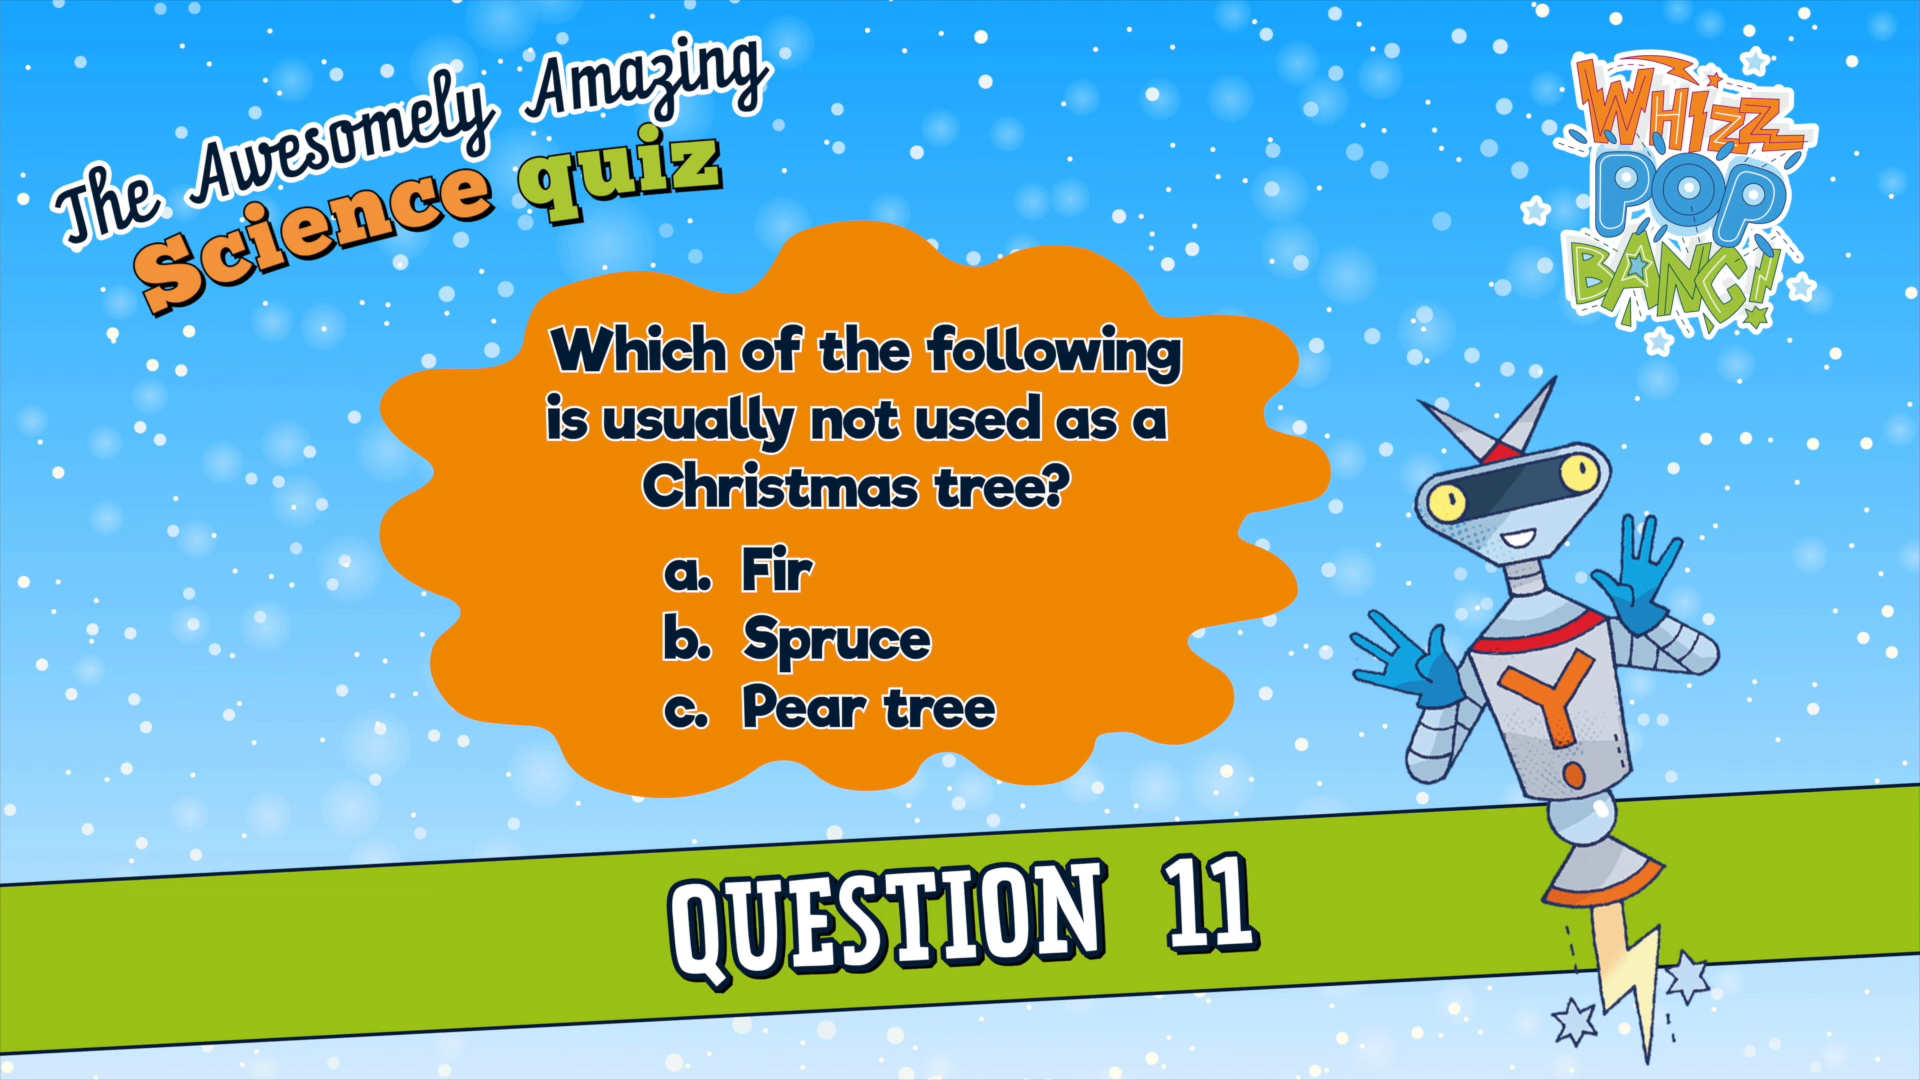 The Awesomely Amazing
Science quiz
WHIZZ
POP
BANG!
Which of the following
is usually not used as a
Christmas tree?
a. Fir
b. Spruce
c. Pear tree
Y
QUESTION 11